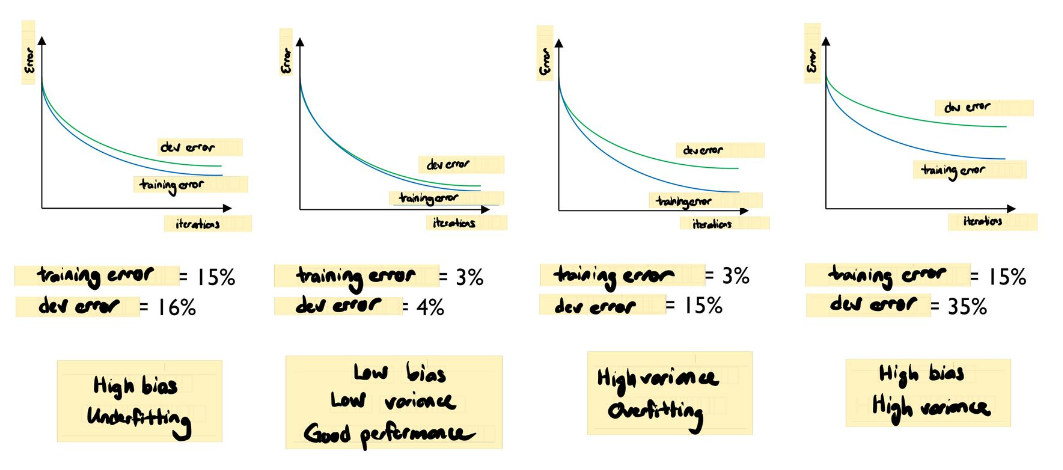 Error
dev error
training error
iterations
training error = 15%
dev error = 16%
High bias
Underfitting
Error
dev error
training error
iterations
training error = 3%
dev error = 4%
Low bias
Low variance
Good performance
Error
dev error
training error
iterations
training error = 3%
dev error = 15%
High variance
Overfitting
Error
dev error
training error
iterations
training error = 15%
dev error = 35%
High bias
High variance